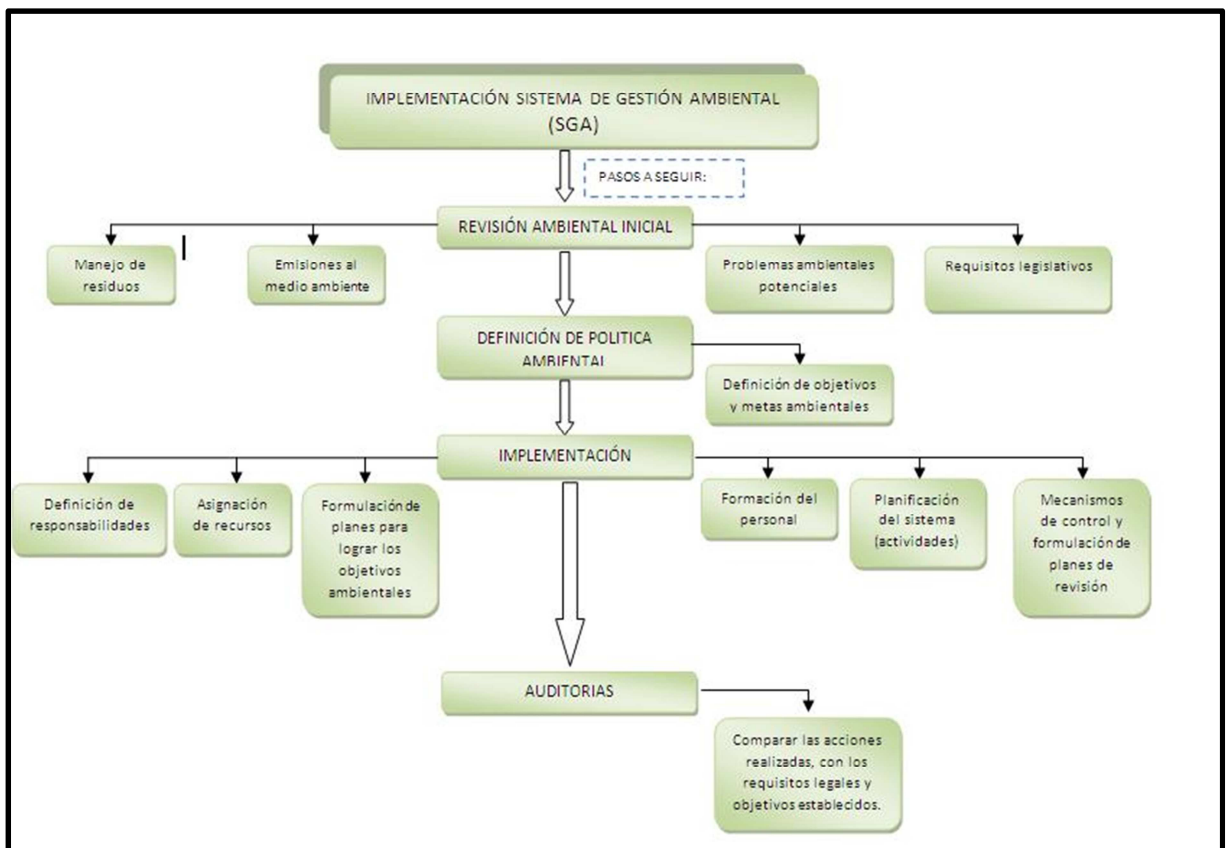 IMPLEMENTACIÓN SISTEMA DE GESTIÓN AMBIENTAL
(SGA)
PASOS A SEGUIR:
REVISIÓN AMBIENTAL INICIAL
Manejo de
residuos
Emisiones al
medio ambiente
Problemas ambientales
potenciales
Requisitos legislativos
DEFINICIÓN DE POLITICA
AMBIENTAL
Definición de objetivos
y metas ambientales
IMPLEMENTACIÓN
Definición de
responsabilidades
Asignación
de recursos
Formulación de
planes para
lograr los
objetivos
ambientales
Formación del
personal
Planificación
del sistema
(actividades)
Mecanismos
de control y
formulación de
planes de
revisión
AUDITORIAS
Comparar las acciones
realizadas, con los
requisitos legales y
objetivos establecidos.